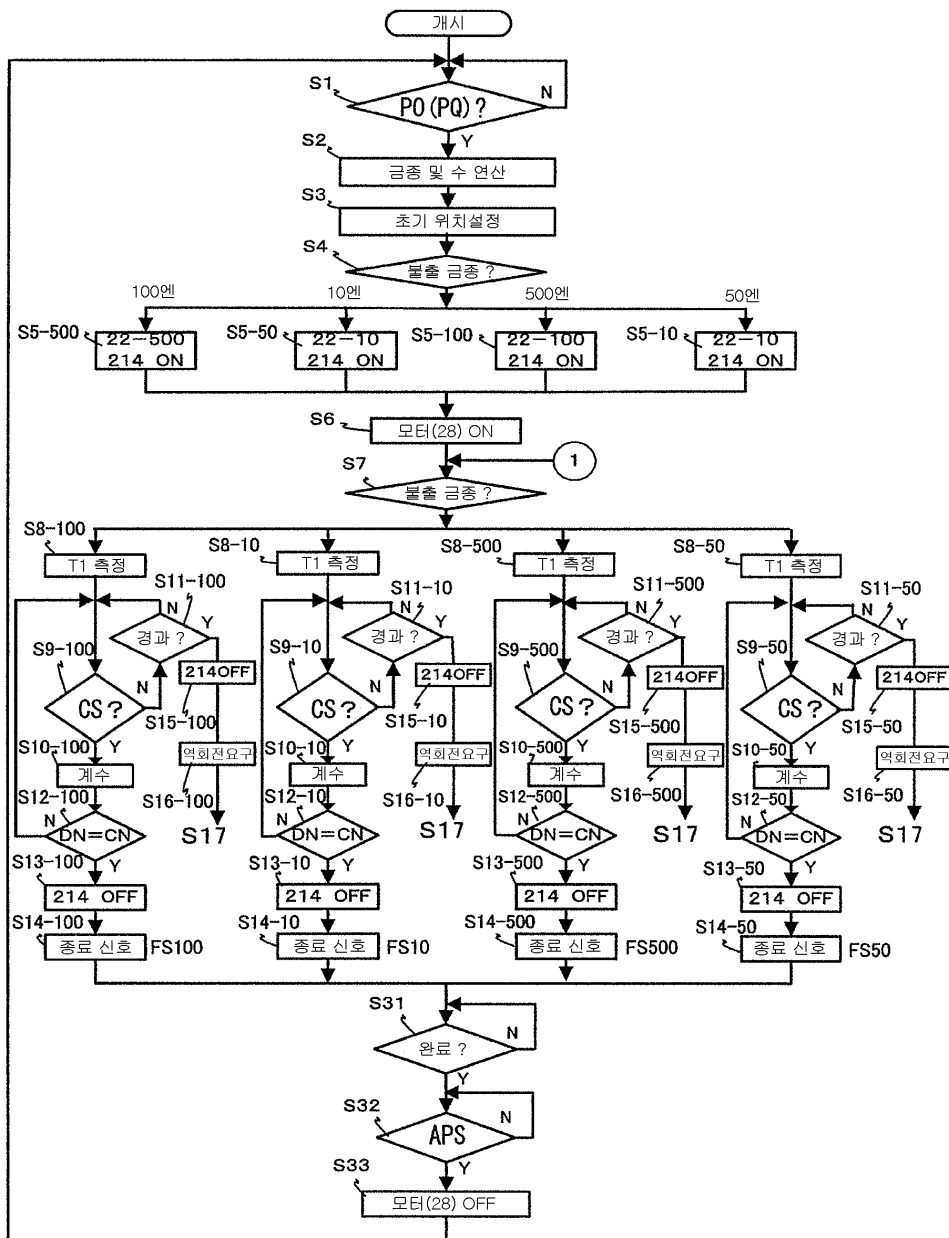 개시
S1
PO(PQ)?
N
Y
S2
금종 및 수 연산
S3
초기 위치설정
S4
불출 금종 ?
100엔 10엔 500엔 50엔
S5-500 S5-50 S5-100 S5-10
22-500 22-10 22-100 22-10
214 ON 214 ON 214 ON 214 ON
S6
모터(28) ON
1
S7
불출 금종 ?
S8-100 S8-10 S8-500 S8-50
T1 측정 T1 측정 T1 측정 T1 측정
S11-100 S11-10 S11-500 S11-50
N Y N Y N Y N Y
경과 ? 경과 ? 경과 ? 경과 ?
S9-100 S9-10 S9-500 S9-50
214OFF 214OFF 214OFF 214OFF
N N N N
CS? CS? CS? CS?
S15-100 S15-10 S15-500 S15-50
Y Y Y Y
S10-100 S10-10 S10-500 S10-50
역회전요구 역회전요구 역회전요구 역회전요구
계수 계수 계수 계수
S16-100 S16-10 S16-500 S16-50
S12-100 S12-10 S12-500 S12-50
N N N N
DN=CN DN=CN DN=CN DN=CN
S17 S17 S17 S17
Y Y Y Y
S13-100 S13-10 S13-500 S13-50
214 OFF 214 OFF 214 OFF 214 OFF
S14-100 S14-10 S14-500 S14-50
종료 신호 FS100 종료 신호 FS10 종료 신호 FS500 종료 신호 FS50
S31
완료 ?
N
Y
S32
APS
N
Y
S33
모터(28) OFF